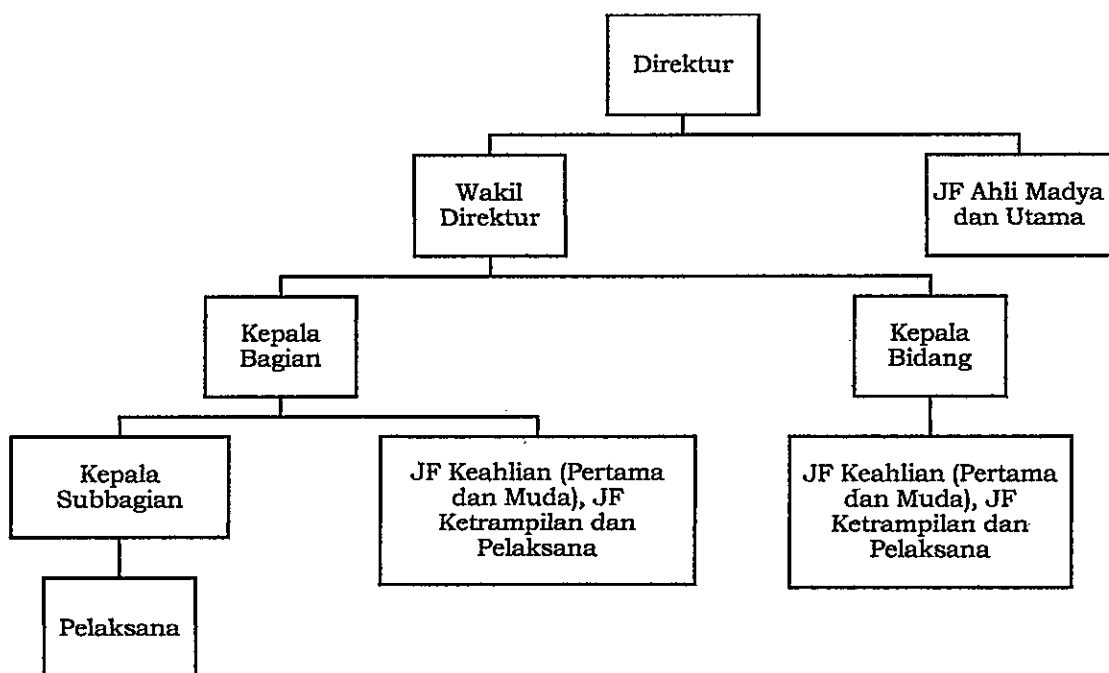 Direktur
Wakil
Direktur
JF Ahli Madya
dan Utama
Kepala
Bagian
Kepala
Bidang
Kepala
Subbagian
JF Keahlian (Pertama
dan Muda), JF
Ketrampilan dan
Pelaksana
JF Keahlian (Pertama
dan Muda), JF
Ketrampilan dan
Pelaksana
Pelaksana